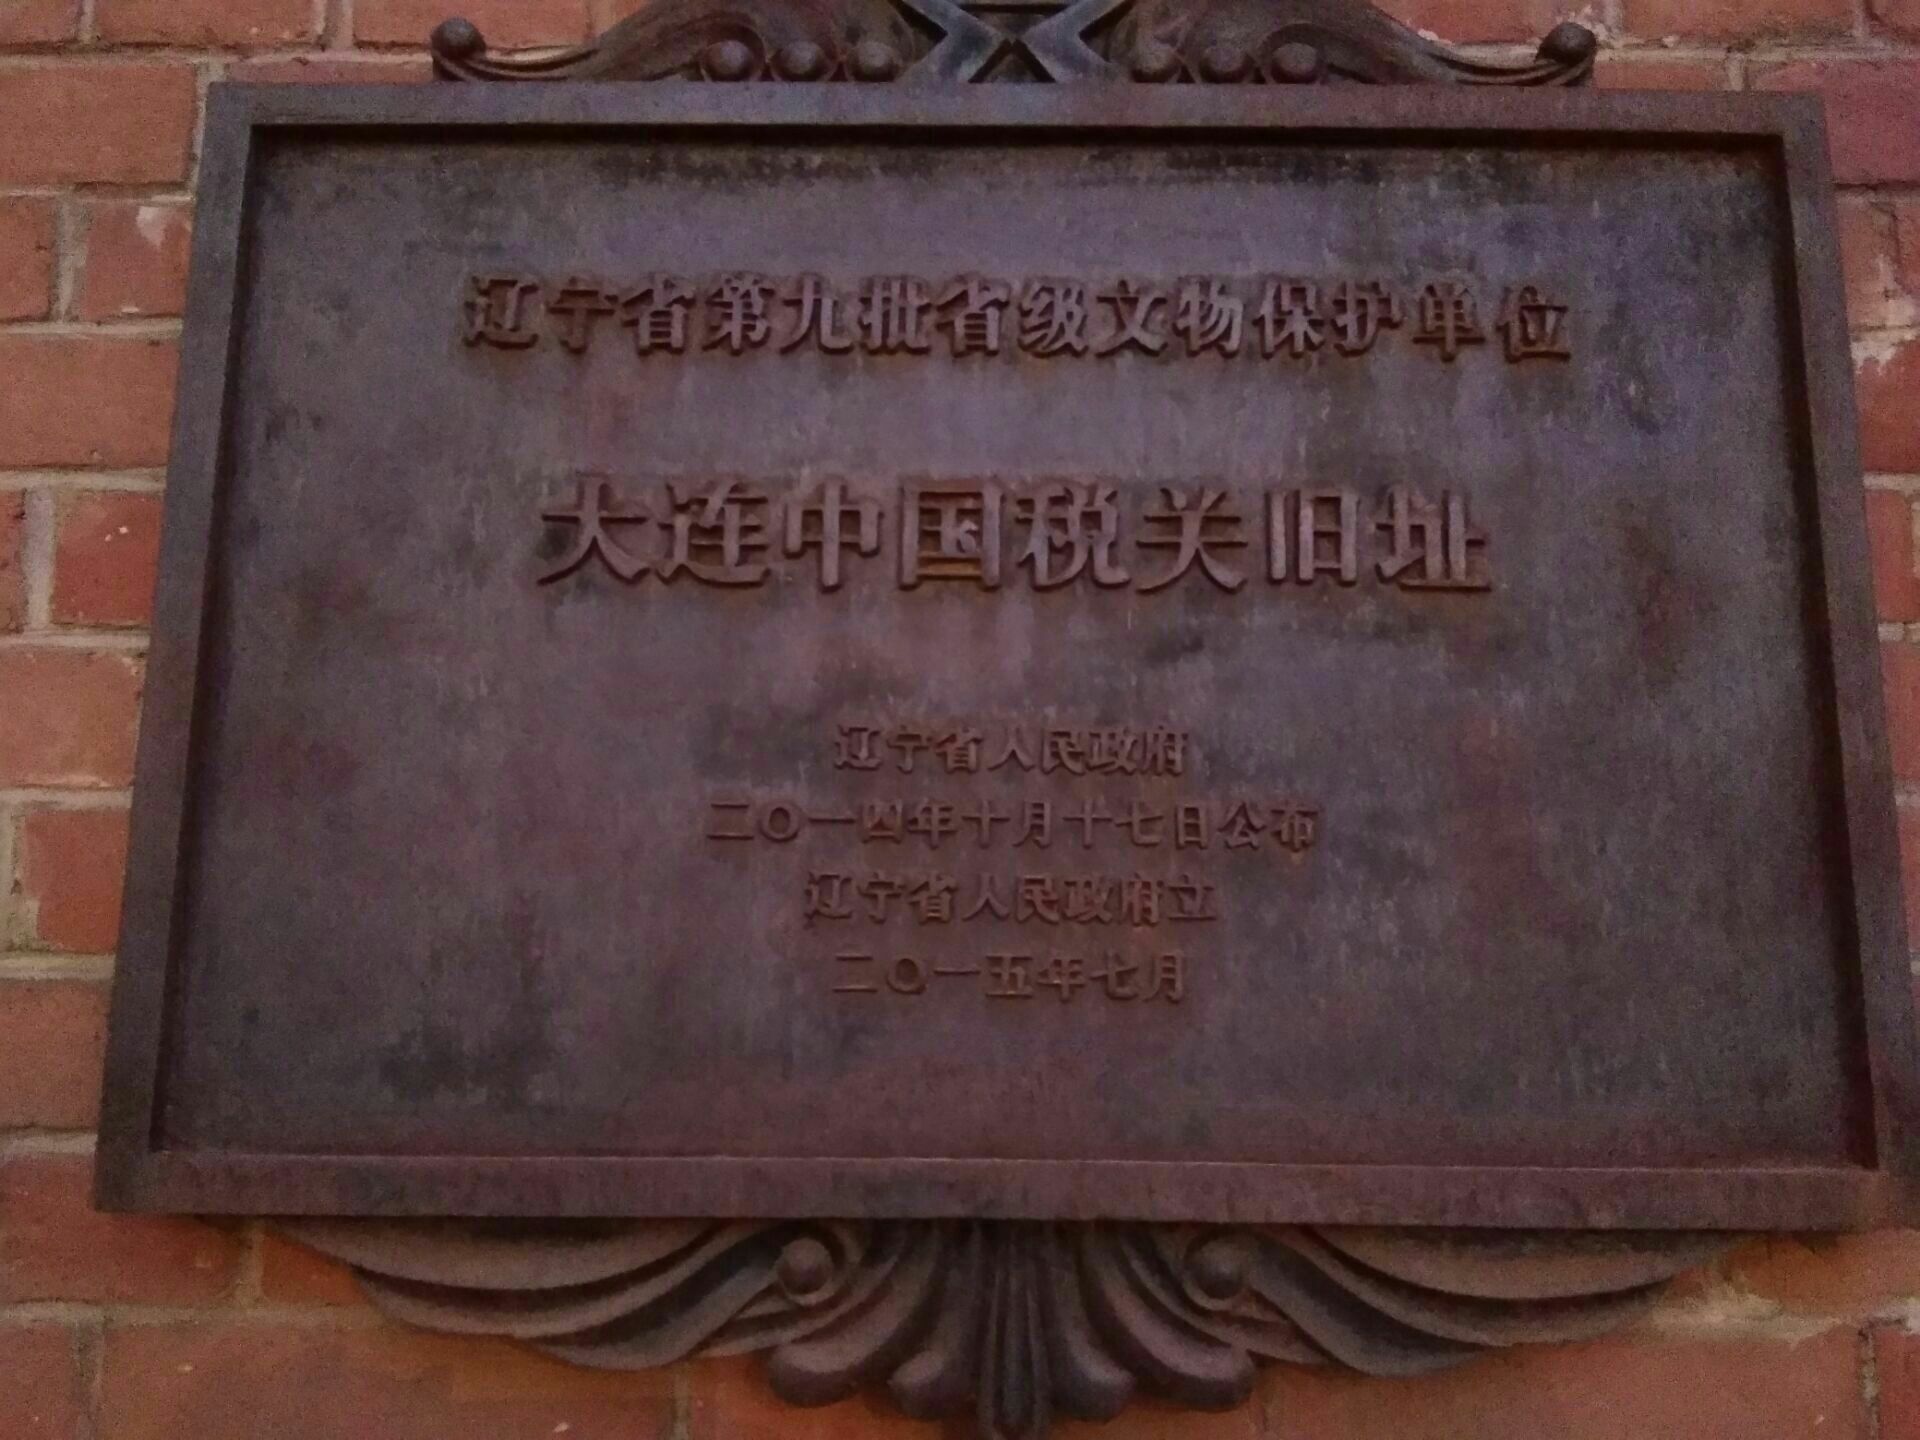 辽宁省第九批省级文物保护单位
大连中国税关旧址
辽宁省人民政府
二〇一四年十月十七日公布
辽宁省人民政府立
二〇一五年七月